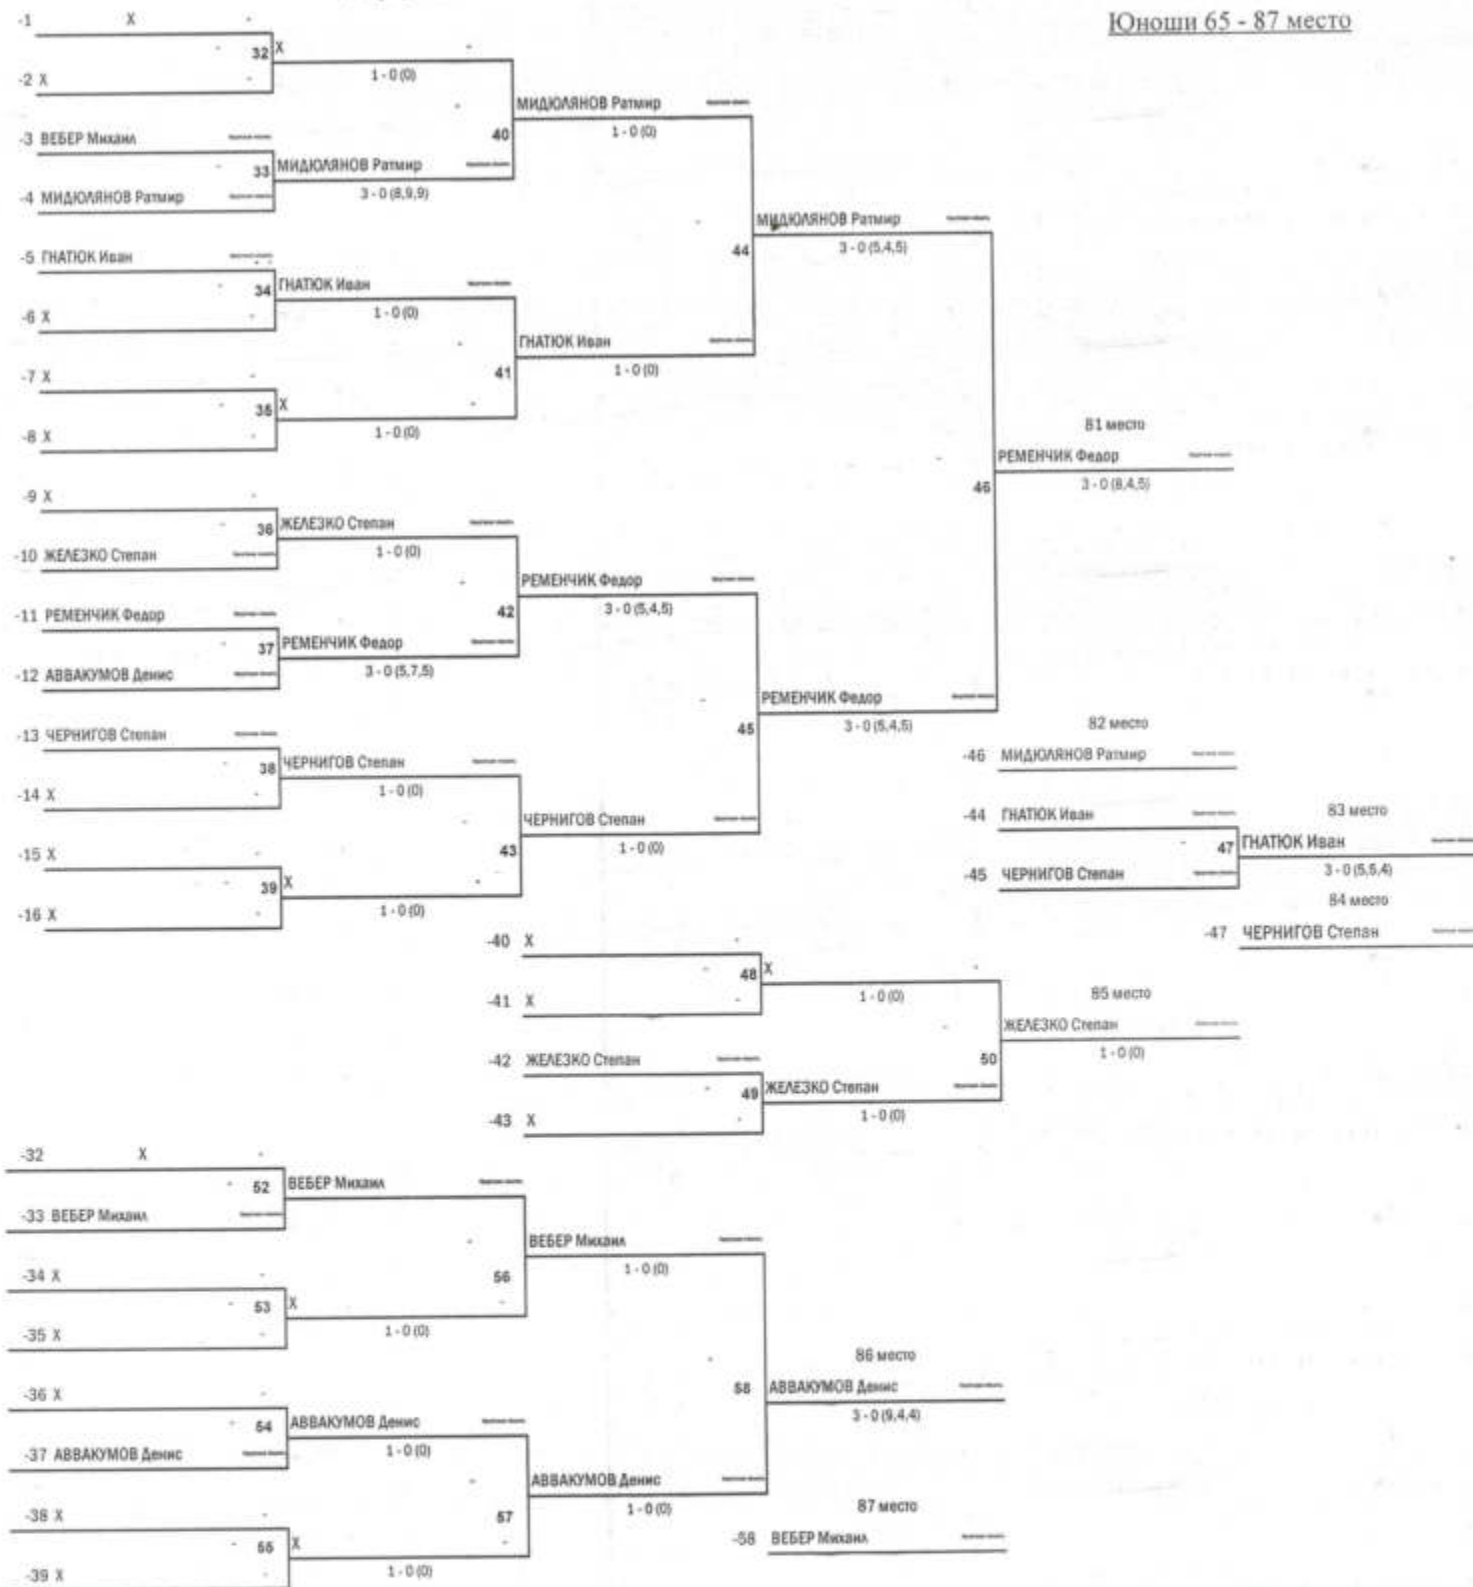 Юноши 65 - 87 место
-1 X
32 X
1 - 0 (0)
-2 X
МИДЮЛЯНОВ Ратмир
40
1 - 0 (0)
-3 ВЕБЕР Михаил
33 МИДЮЛЯНОВ Ратмир
3 - 0 (8,9,9)
-4 МИДЮЛЯНОВ Ратмир
МИДЮЛЯНОВ Ратмир
44
3 - 0 (5,4,5)
-5 ГНАТЮК Иван
34 ГНАТЮК Иван
1 - 0 (0)
-6 X
ГНАТЮК Иван
41
1 - 0 (0)
-7 X
35 X
1 - 0 (0)
-8 X
81 место
РЕМЕНЧИК Федор
46
3 - 0 (8,4,5)
-9 X
36 ЖЕЛЕЗКО Степан
1 - 0 (0)
-10 ЖЕЛЕЗКО Степан
РЕМЕНЧИК Федор
42
3 - 0 (5,4,5)
-11 РЕМЕНЧИК Федор
37 РЕМЕНЧИК Федор
3 - 0 (5,7,5)
-12 АВВАКУМОВ Денис
РЕМЕНЧИК Федор
45
3 - 0 (5,4,5)
-13 ЧЕРНИГОВ Степан
38 ЧЕРНИГОВ Степан
1 - 0 (0)
-14 X
ЧЕРНИГОВ Степан
43
1 - 0 (0)
-15 X
39 X
1 - 0 (0)
-16 X
82 место
-46 МИДЮЛЯНОВ Ратмир
-44 ГНАТЮК Иван
83 место
47 ГНАТЮК Иван
3 - 0 (5,5,4)
-45 ЧЕРНИГОВ Степан
84 место
-47 ЧЕРНИГОВ Степан
-40 X
48 X
1 - 0 (0)
-41 X
85 место
ЖЕЛЕЗКО Степан
50
1 - 0 (0)
-42 ЖЕЛЕЗКО Степан
49 ЖЕЛЕЗКО Степан
1 - 0 (0)
-43 X
-32 X
52 ВЕБЕР Михаил
-33 ВЕБЕР Михаил
ВЕБЕР Михаил
56
1 - 0 (0)
-34 X
53 X
1 - 0 (0)
-35 X
86 место
58 АВВАКУМОВ Денис
3 - 0 (9,4,4)
-36 X
54 АВВАКУМОВ Денис
1 - 0 (0)
-37 АВВАКУМОВ Денис
АВВАКУМОВ Денис
57
1 - 0 (0)
87 место
-58 ВЕБЕР Михаил
-38 X
55 X
1 - 0 (0)
-39 X